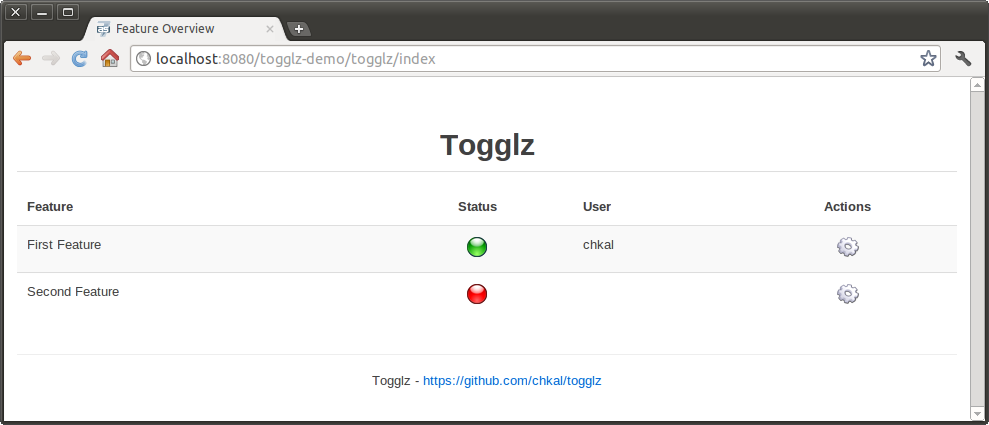 Feature Overview
localhost:8080/togglz-demo/togglz/index
Togglz
Feature Status User Actions
First Feature chkal
Second Feature
Togglz - https://github.com/chkal/togglz